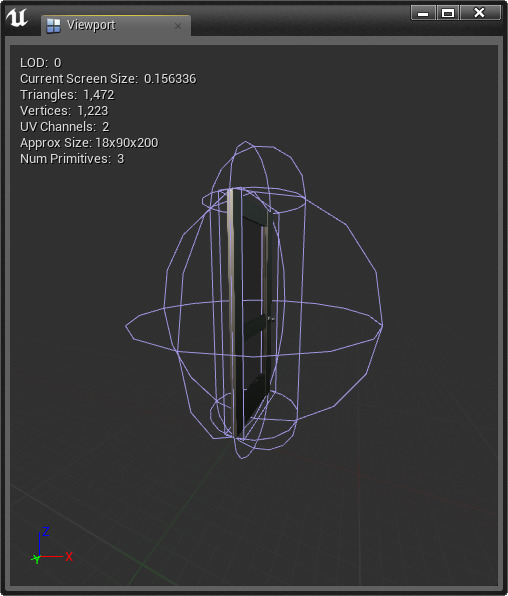 Viewport
LOD: 0
Current Screen Size: 0.156336
Triangles: 1,472
Vertices: 1,223
UV Channels: 2
Approx Size: 18x90x200
Num Primitives: 3
Z
X
Y